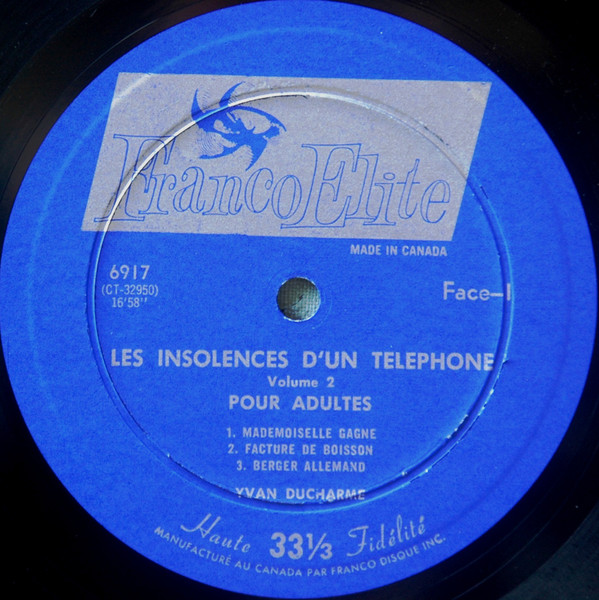 FrancoElite
MADE IN CANADA
6917
(CT-32950)
16'58"
Face-I
LES INSOLENCES D'UN TELEPHONE
Volume 2
POUR ADULTES
1. MADEMOISELLE GAGNE
2. FACTURE DE BOISSON
3. BERGER ALLEMAND
YVAN DUCHARME
Haute 33⅓ Fidélité
MANUFACTURÉ AU CANADA PAR FRANCO DISQUE INC.